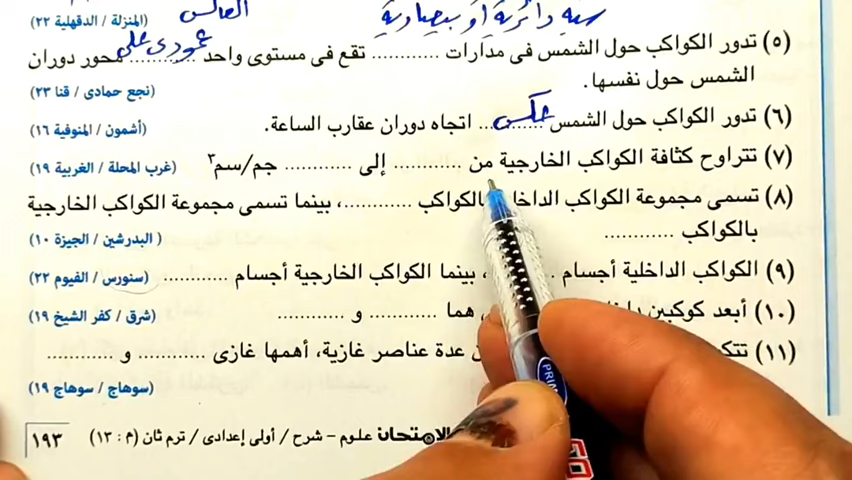 العاكس
(المنزلة / الدقهلية ٢٢)
شبه دائرية أو بيضاوية
(٥) تدور الكواكب حول الشمس فى مدارات ............ تقع فى مستوى واحد عمودى على محور دوران
الشمس حول نفسها.
(نجع حمادى / قنا ٢٣)
(٦) تدور الكواكب حول الشمس عكس اتجاه دوران عقارب الساعة.
(أشمون / المنوفية ١٦)
(٧) تتراوح كثافة الكواكب الخارجية من ............ إلى ............ جم/سم٣
(غرب المحلة / الغربية ١٩)
(٨) تسمى مجموعة الكواكب بالكواكب ............، بينما تسمى مجموعة الكواكب الخارجية
بالكواكب ............
(البدرشين / الجيزة ١٠)
(٩) الكواكب الداخلية أجسام ............، بينما الكواكب الخارجية أجسام ............
(سنورس / الفيوم ٢٢)
(١٠) أبعد كوكبين هما ............ و ............
(شرق / كفر الشيخ ١٩)
(١١) عدة عناصر غازية، أهمها غازى ............ و ............
(سوهاج / سوهاج ١٩)
الامتحان علوم – شرح / أولى إعدادى / ترم ثان (م : ١٣)
١٩٣
PRIM